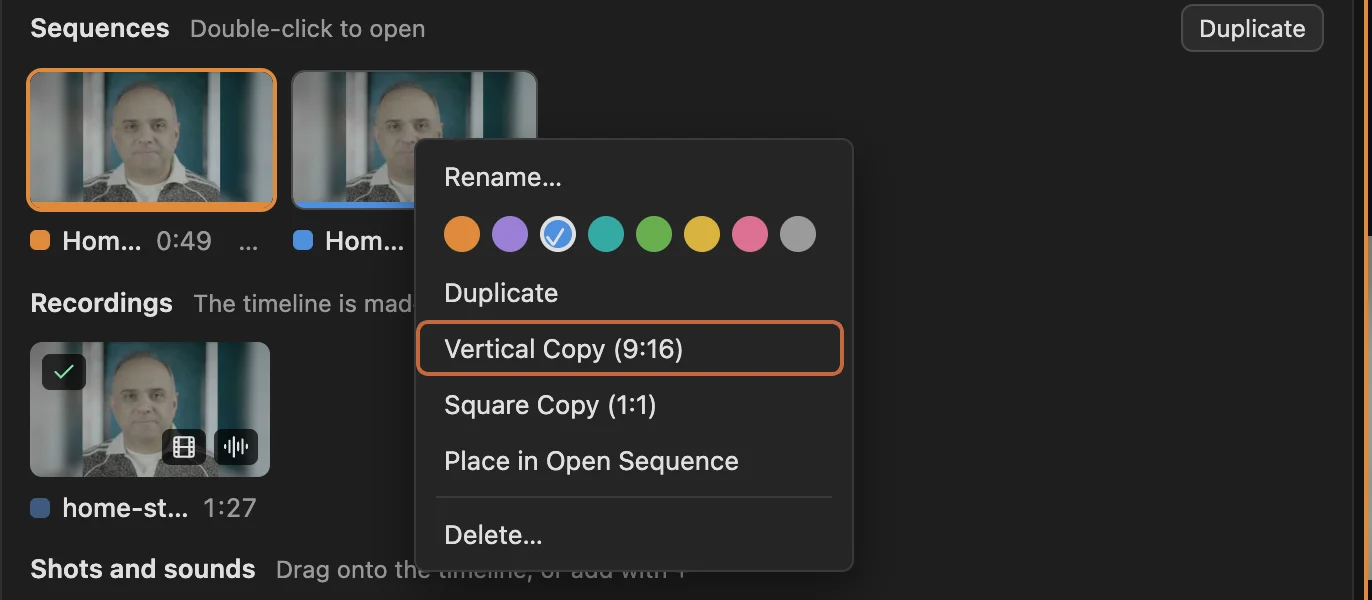 Sequences Double-click to open
Duplicate
Hom... 0:49 ...
Hom...
Rename...
Duplicate
Vertical Copy (9:16)
Square Copy (1:1)
Place in Open Sequence
Delete...
Recordings The timeline is mad
home-st... 1:27
Shots and sounds Drag onto the timeline, or add with